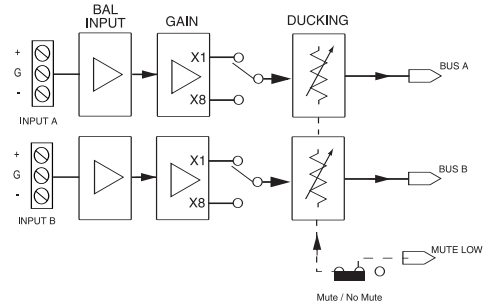 BAL
INPUT
GAIN
DUCKING
+
G
-
INPUT A
X1
X8
BUS A
+
G
-
INPUT B
X1
X8
BUS B
MUTE LOW
Mute / No Mute